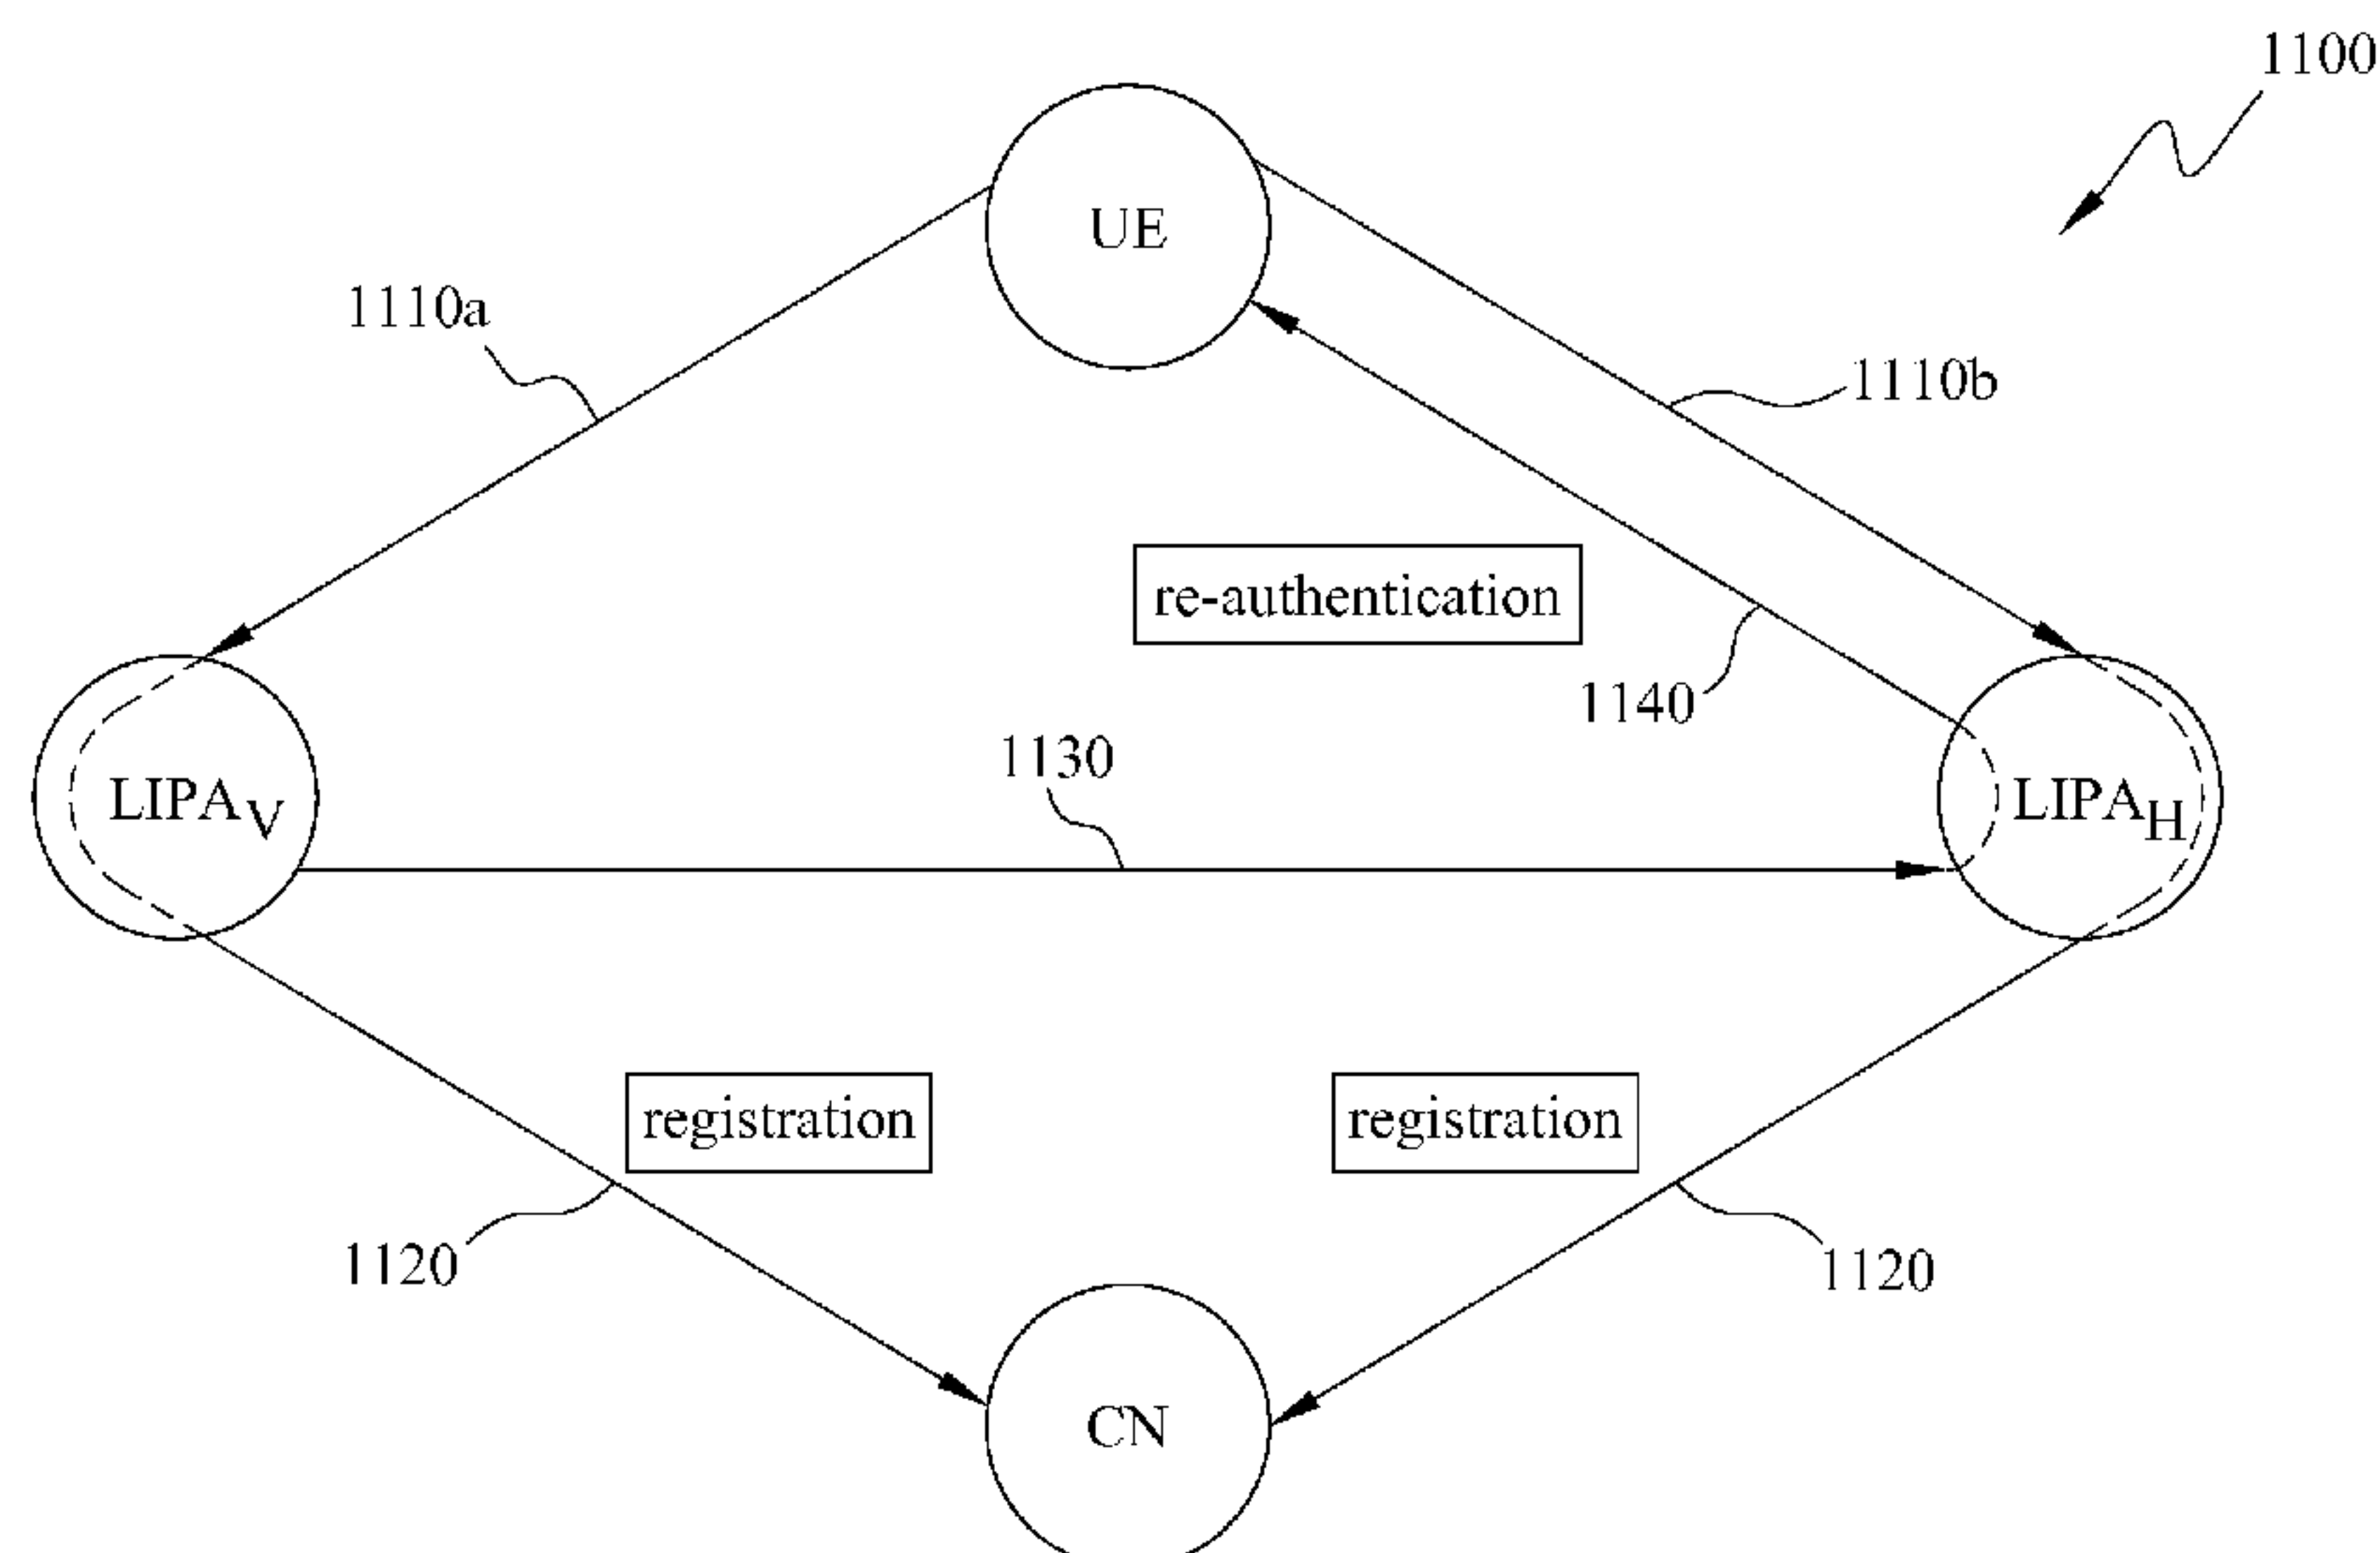 1100
UE
1110a
1110b
re-authentication
1140
1130
LIPAV
LIPAH
registration
registration
1120
1120
CN